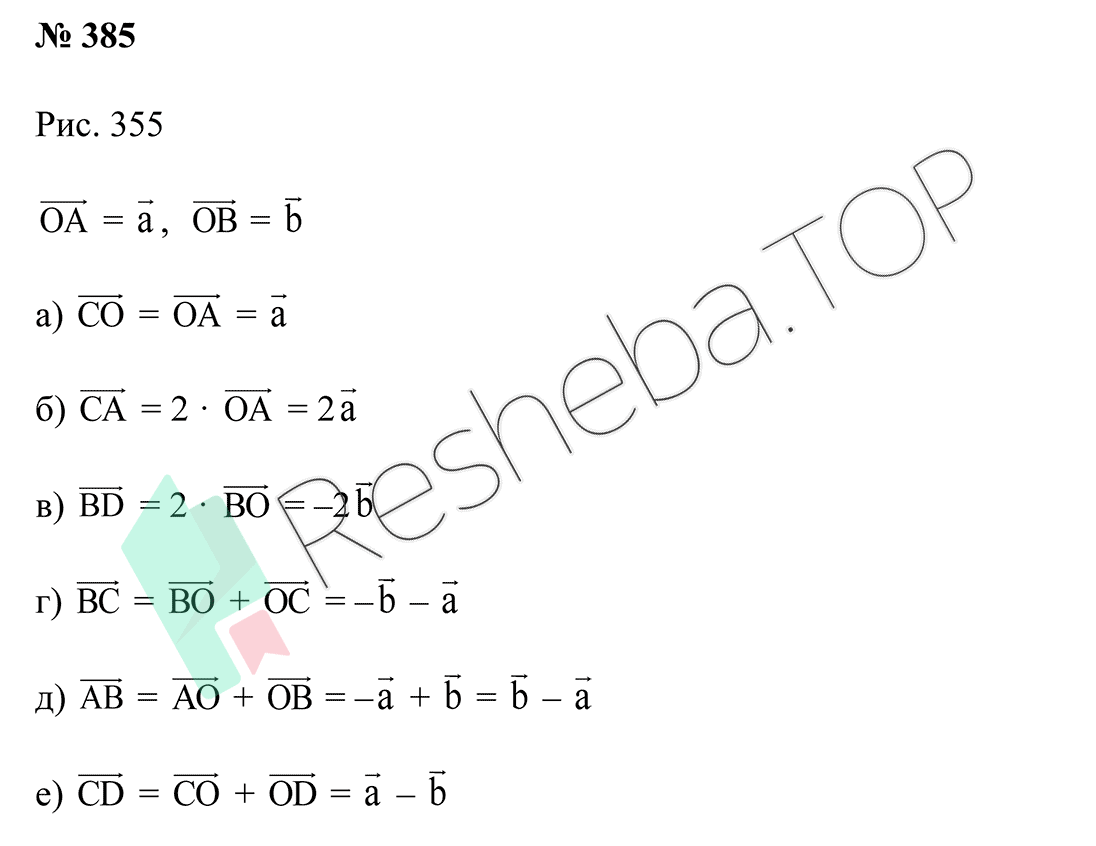 № 385
Рис. 355
$\overrightarrow{OA} = \vec{a}, \overrightarrow{OB} = \vec{b}$
а) $\overrightarrow{CO} = \overrightarrow{OA} = \vec{a}$
б) $\overrightarrow{CA} = 2 \cdot \overrightarrow{OA} = 2\vec{a}$
в) $\overrightarrow{BD} = 2 \cdot \overrightarrow{BO} = -2\vec{b}$
г) $\overrightarrow{BC} = \overrightarrow{BO} + \overrightarrow{OC} = -\vec{b} - \vec{a}$
д) $\overrightarrow{AB} = \overrightarrow{AO} + \overrightarrow{OB} = -\vec{a} + \vec{b} = \vec{b} - \vec{a}$
е) $\overrightarrow{CD} = \overrightarrow{CO} + \overrightarrow{OD} = \vec{a} - \vec{b}$
Resheba.TOP